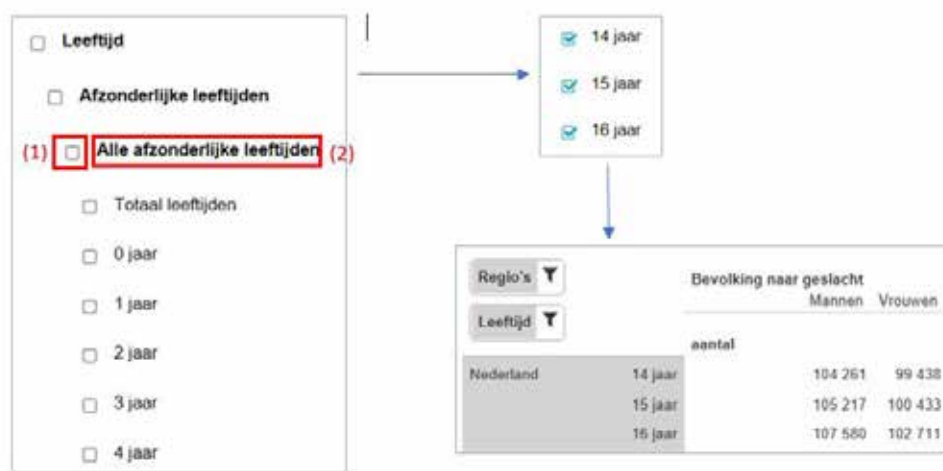 Leeftijd
Afzonderlijke leeftijden
(1) Alle afzonderlijke leeftijden (2)
Totaal leeftijden
0 jaar
1 jaar
2 jaar
3 jaar
4 jaar
14 jaar
15 jaar
16 jaar
Regio's
Leeftijd
Bevolking naar geslacht
Mannen Vrouwen
aantal
Nederland 14 jaar 104 261 99 438
15 jaar 105 217 100 433
16 jaar 107 580 102 711